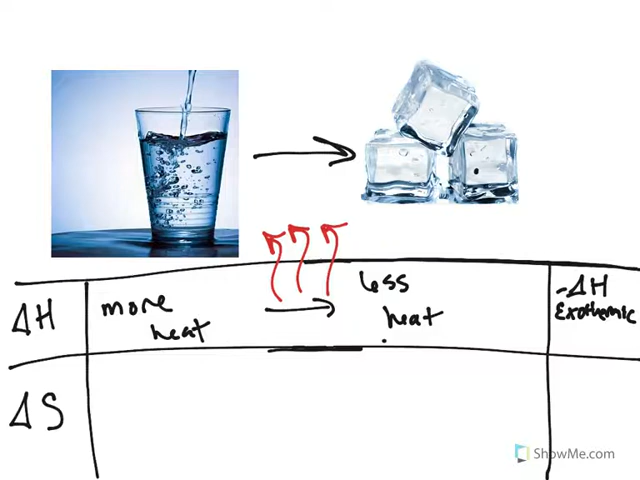 ΔH
more
heat
less
heat
-ΔH
Exothermic
ΔS
ShowMe.com